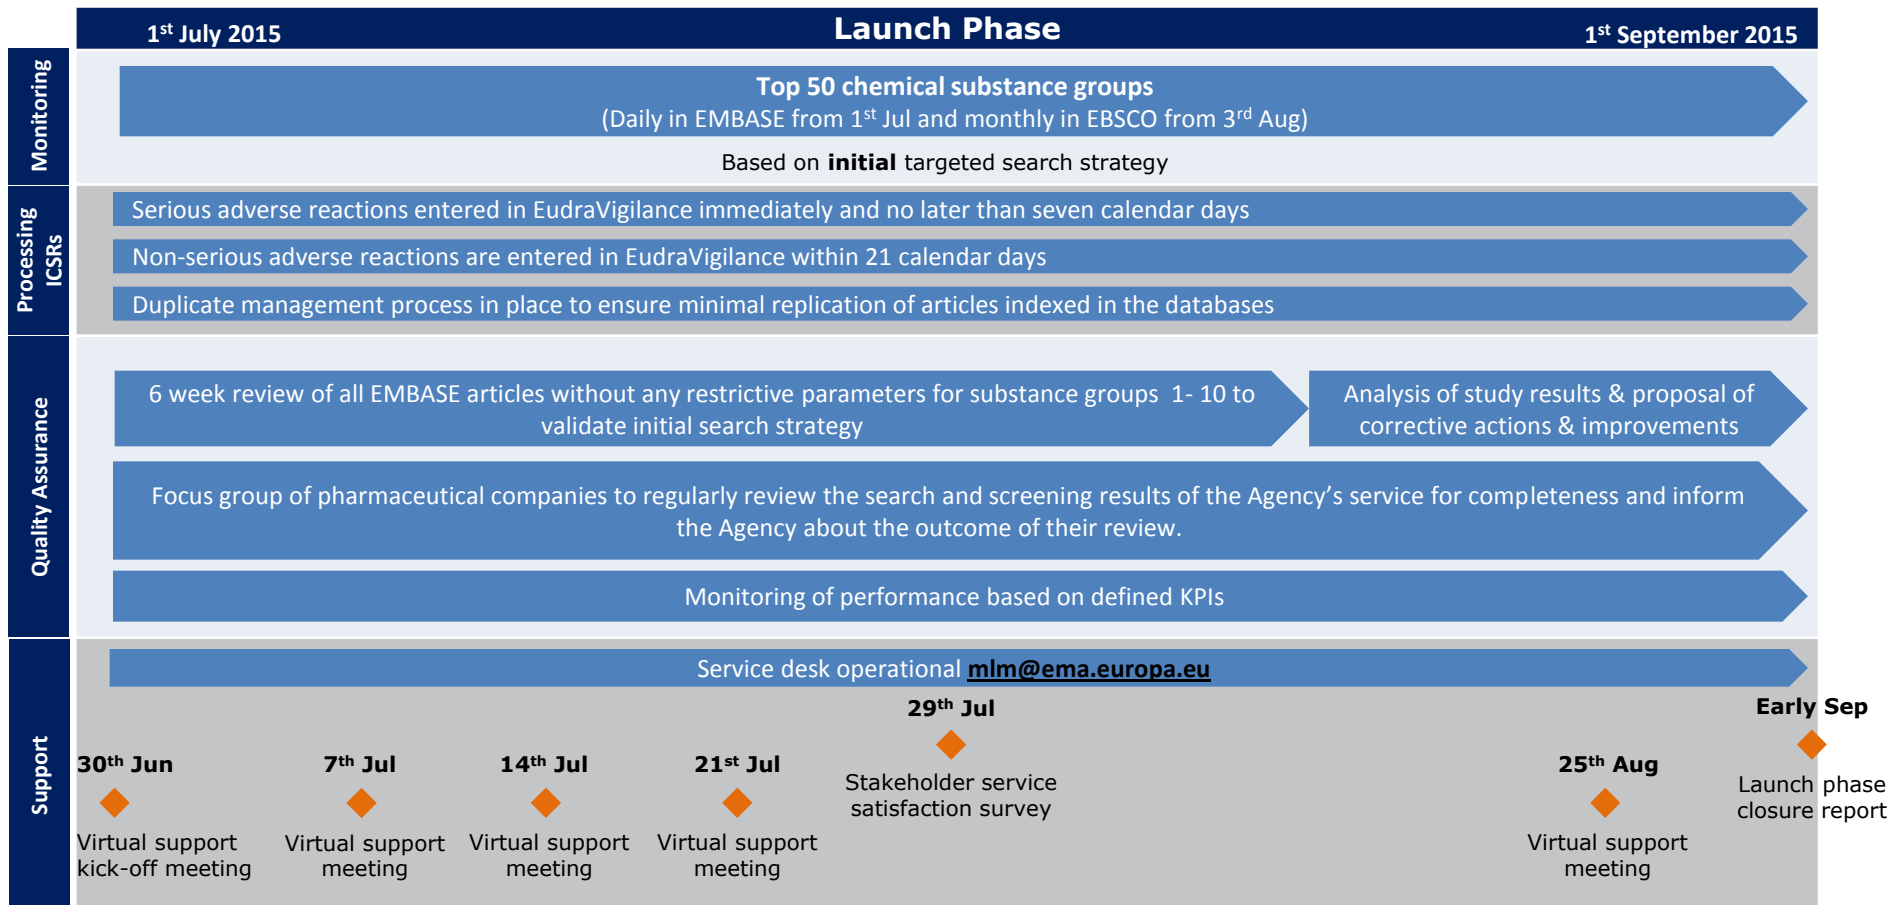 Launch Phase
1st July 2015
1st September 2015
Monitoring
Top 50 chemical substance groups
(Daily in EMBASE from 1st Jul and monthly in EBSCO from 3rd Aug)
Based on initial targeted search strategy
Processing
ICSRs
Serious adverse reactions entered in EudraVigilance immediately and no later than seven calendar days
Non-serious adverse reactions are entered in EudraVigilance within 21 calendar days
Duplicate management process in place to ensure minimal replication of articles indexed in the databases
Quality Assurance
6 week review of all EMBASE articles without any restrictive parameters for substance groups 1- 10 to
validate initial search strategy
Analysis of study results & proposal of
corrective actions & improvements
Focus group of pharmaceutical companies to regularly review the search and screening results of the Agency’s service for completeness and inform
the Agency about the outcome of their review.
Monitoring of performance based on defined KPIs
Support
Service desk operational mlm@ema.europa.eu
30th Jun
Virtual support
kick-off meeting
7th Jul
Virtual support
meeting
14th Jul
Virtual support
meeting
21st Jul
Virtual support
meeting
29th Jul
Stakeholder service
satisfaction survey
25th Aug
Virtual support
meeting
Early Sep
Launch phase
closure report